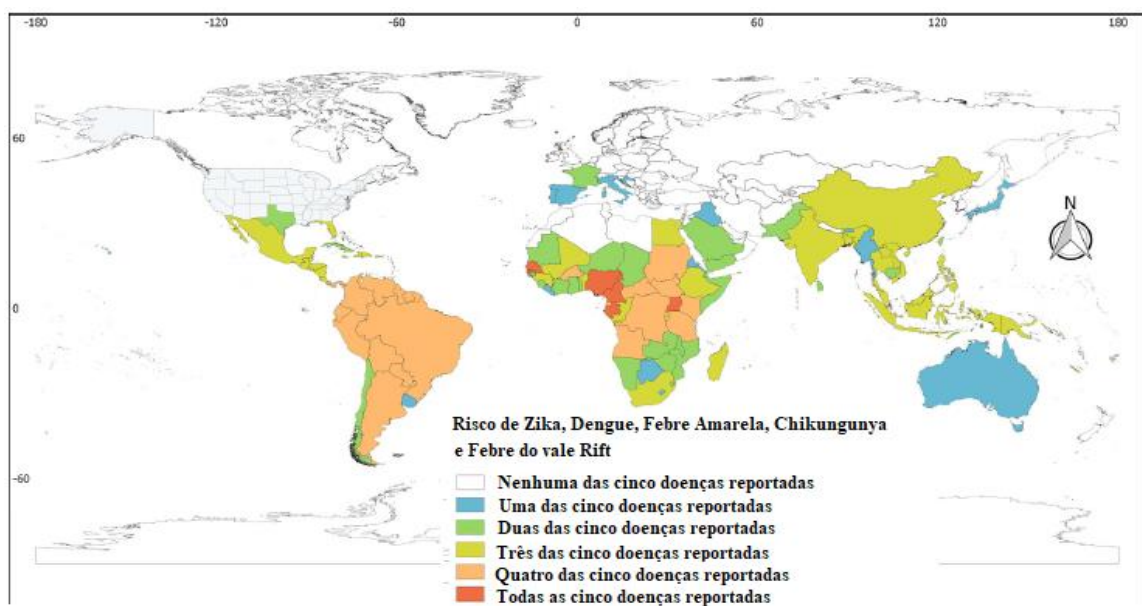 -180 -120 -60 0 60 120 180
60
0
-60
N
Risco de Zika, Dengue, Febre Amarela, Chikungunya
e Febre do vale Rift
Nenhuma das cinco doenças reportadas
Uma das cinco doenças reportadas
Duas das cinco doenças reportadas
Três das cinco doenças reportadas
Quatro das cinco doenças reportadas
Todas as cinco doenças reportadas